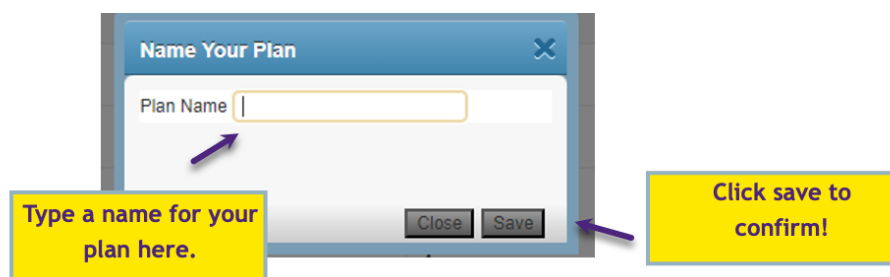 Name Your Plan
Plan Name
Close Save
Type a name for your
plan here.
Click save to
confirm!